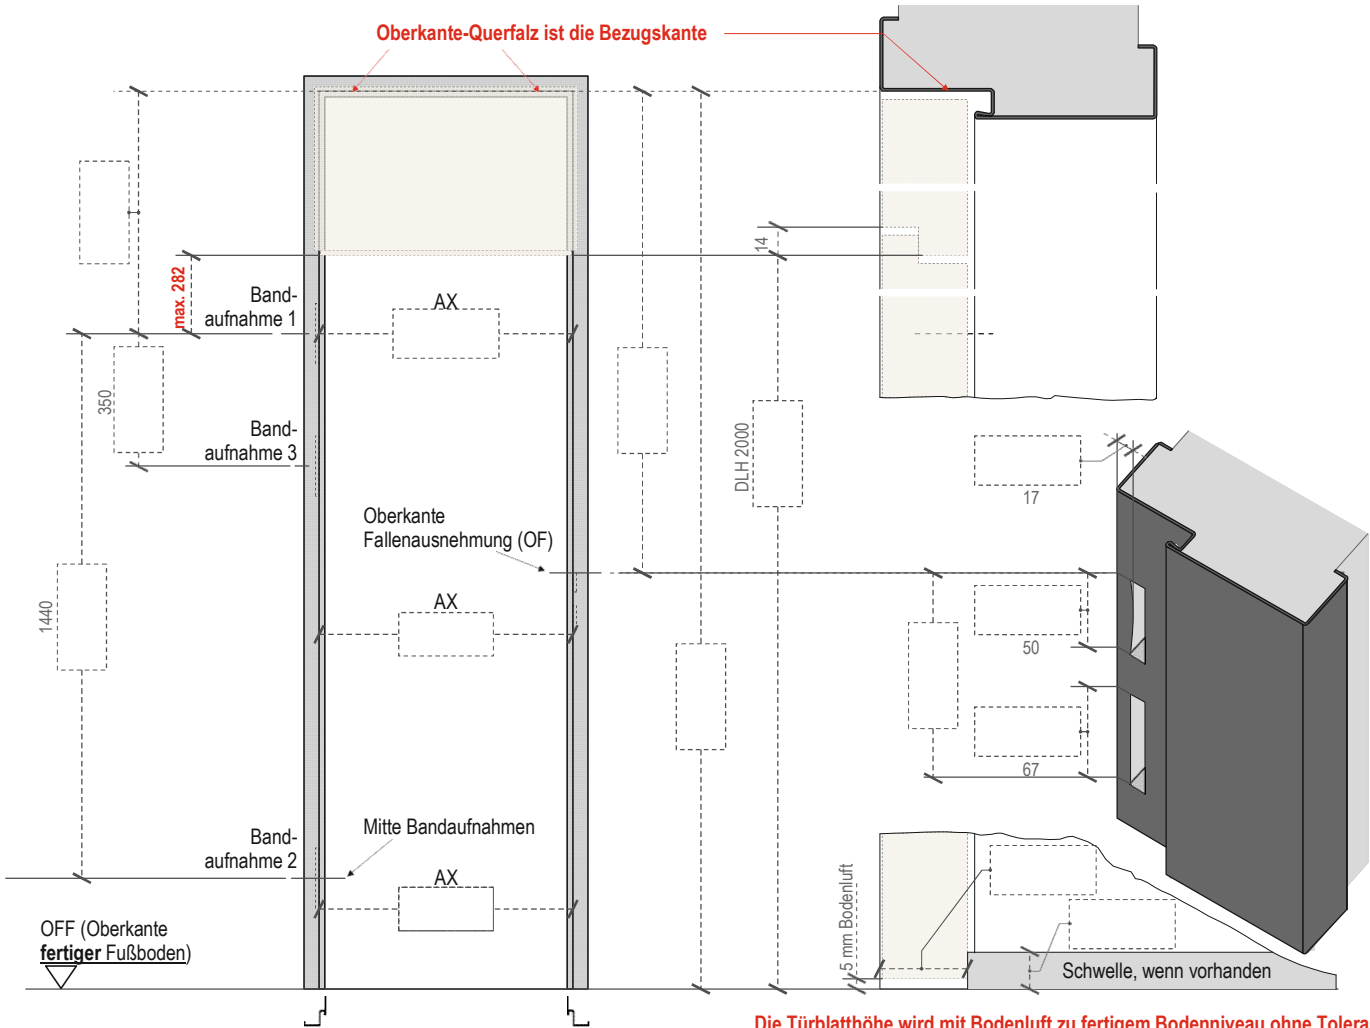 Oberkante-Querfalz ist die Bezugskante
14
max. 282
Band-
aufnahme 1
AX
350
Band-
aufnahme 3
DLH 2000
17
Oberkante
Fallenausnehmung (OF)
1440
AX
50
67
Band-
aufnahme 2
Mitte Bandaufnahmen
AX
5 mm Bodenluft
OFF (Oberkante
fertiger Fußboden)
Schwelle, wenn vorhanden
Die Türblatthöhe wird mit Bodenluft zu fertigem Bodenniveau ohne